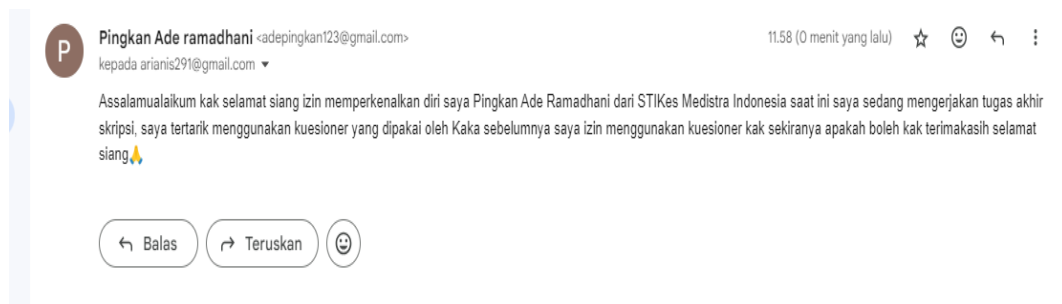 P
Pingkan Ade ramadhani <adepingkan123@gmail.com>
11.58 (0 menit yang lalu)
kepada arianis291@gmail.com
Assalamualaikum kak selamat siang izin memperkenalkan diri saya Pingkan Ade Ramadhani dari STIKes Medistra Indonesia saat ini saya sedang mengerjakan tugas akhir
skripsi, saya tertarik menggunakan kuesioner yang dipakai oleh Kaka sebelumnya saya izin menggunakan kuesioner kak sekiranya apakah boleh kak terimakasih selamat
siang🙏
Balas
Teruskan